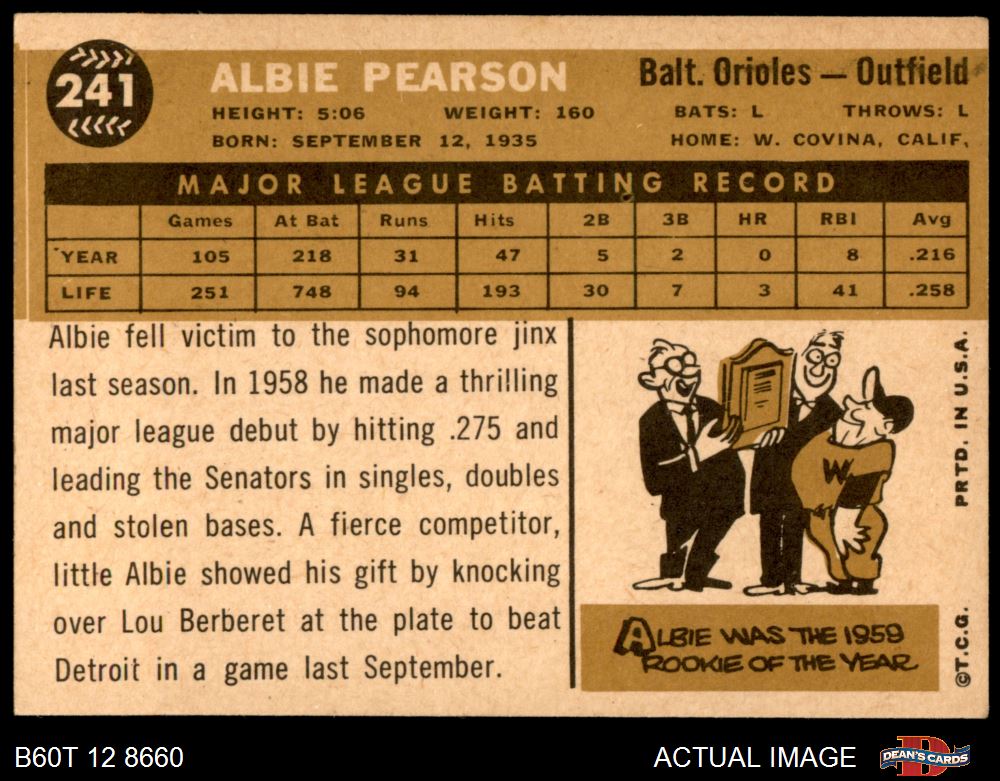 241
ALBIE PEARSON
Balt. Orioles — Outfield
HEIGHT: 5:06 WEIGHT: 160 BATS: L THROWS: L
BORN: SEPTEMBER 12, 1935 HOME: W. COVINA, CALIF,
MAJOR LEAGUE BATTING RECORD
Games At Bat Runs Hits 2B 3B HR RBI Avg
YEAR 105 218 31 47 5 2 0 8 .216
LIFE 251 748 94 193 30 7 3 41 .258
Albie fell victim to the sophomore jinx
last season. In 1958 he made a thrilling
major league debut by hitting .275 and
leading the Senators in singles, doubles
and stolen bases. A fierce competitor,
little Albie showed his gift by knocking
over Lou Berberet at the plate to beat
Detroit in a game last September.
W
ALBIE WAS THE 1959
ROOKIE OF THE YEAR
©T.C.G. PRTD. IN U.S.A.
B60T 12 8660
ACTUAL IMAGE
DEAN'S CARDS